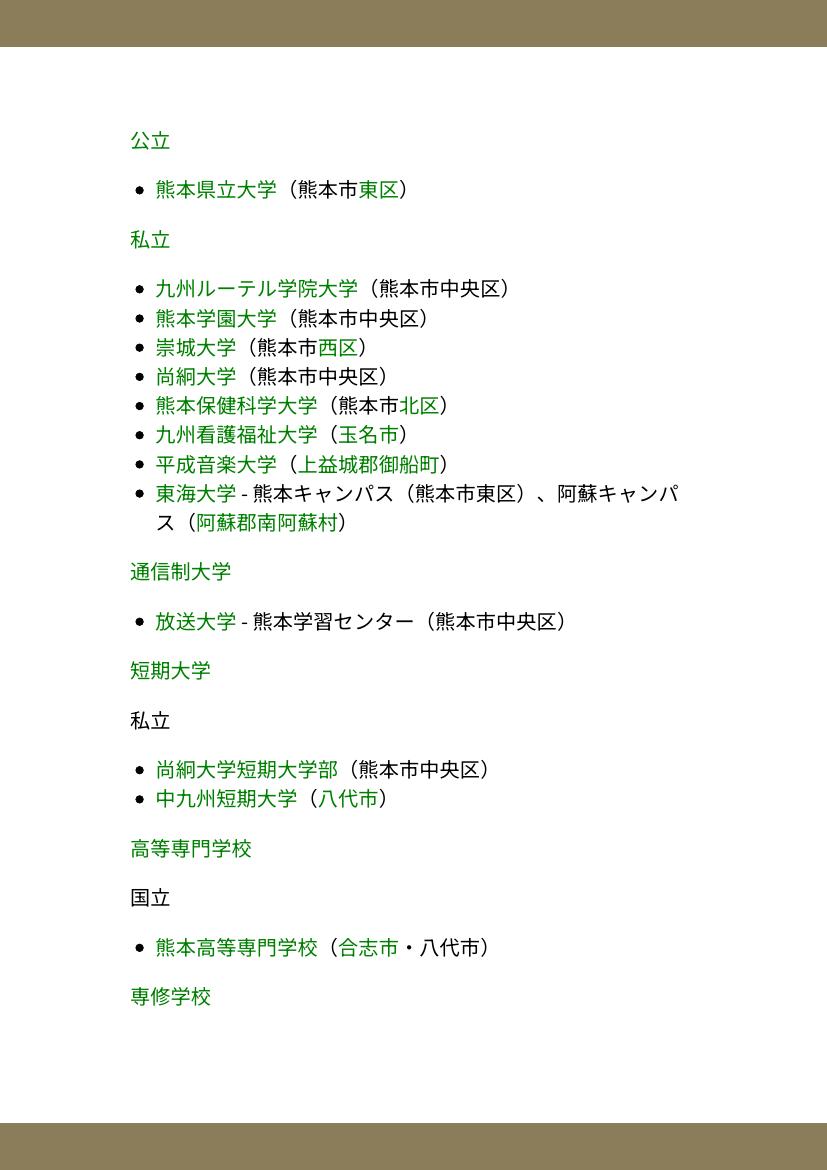 公立
• 熊本県立大学（熊本市東区）
私立
• 九州ルーテル学院大学（熊本市中央区）
• 熊本学園大学（熊本市中央区）
• 崇城大学（熊本市西区）
• 尚絅大学（熊本市中央区）
• 熊本保健科学大学（熊本市北区）
• 九州看護福祉大学（玉名市）
• 平成音楽大学（上益城郡御船町）
• 東海大学 - 熊本キャンパス（熊本市東区）、阿蘇キャンパ
ス（阿蘇郡南阿蘇村）
通信制大学
• 放送大学 - 熊本学習センター（熊本市中央区）
短期大学
私立
• 尚絅大学短期大学部（熊本市中央区）
• 中九州短期大学（八代市）
高等専門学校
国立
• 熊本高等専門学校（合志市・八代市）
専修学校